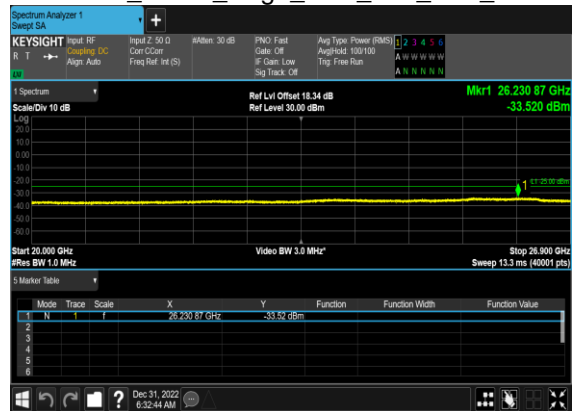 Spectrum Analyzer 1
Swept SA
+
KEYSIGHT Input: RF Input Z: 50 Ω #Atten: 30 dB PNO: Fast Avg Type: Power (RMS) 1 2 3 4 5 6
R T Coupling: DC Corr CCorr Gate: Off Avg|Hold: 100/100 A W W W W W
Align: Auto Freq Ref: Int (S) IF Gain: Low Trig: Free Run
LW Sig Track: Off A N N N N N
1 Spectrum Ref Lvl Offset 18.34 dB Mkr1 26.230 87 GHz
Scale/Div 10 dB Ref Level 30.00 dBm -33.520 dBm
Log
20.0
10.0
0.00
-10.0
-20.0
1 L1 -25.00 dBm
-30.0
-40.0
-50.0
-60.0
Start 20.000 GHz Video BW 3.0 MHz* Stop 26.900 GHz
#Res BW 1.0 MHz Sweep 13.3 ms (40001 pts)
5 Marker Table
Mode Trace Scale X Y Function Function Width Function Value
1 N 1 f 26.230 87 GHz -33.52 dBm
2
3
4
5
6
? Dec 31, 2022
6:32:44 AM